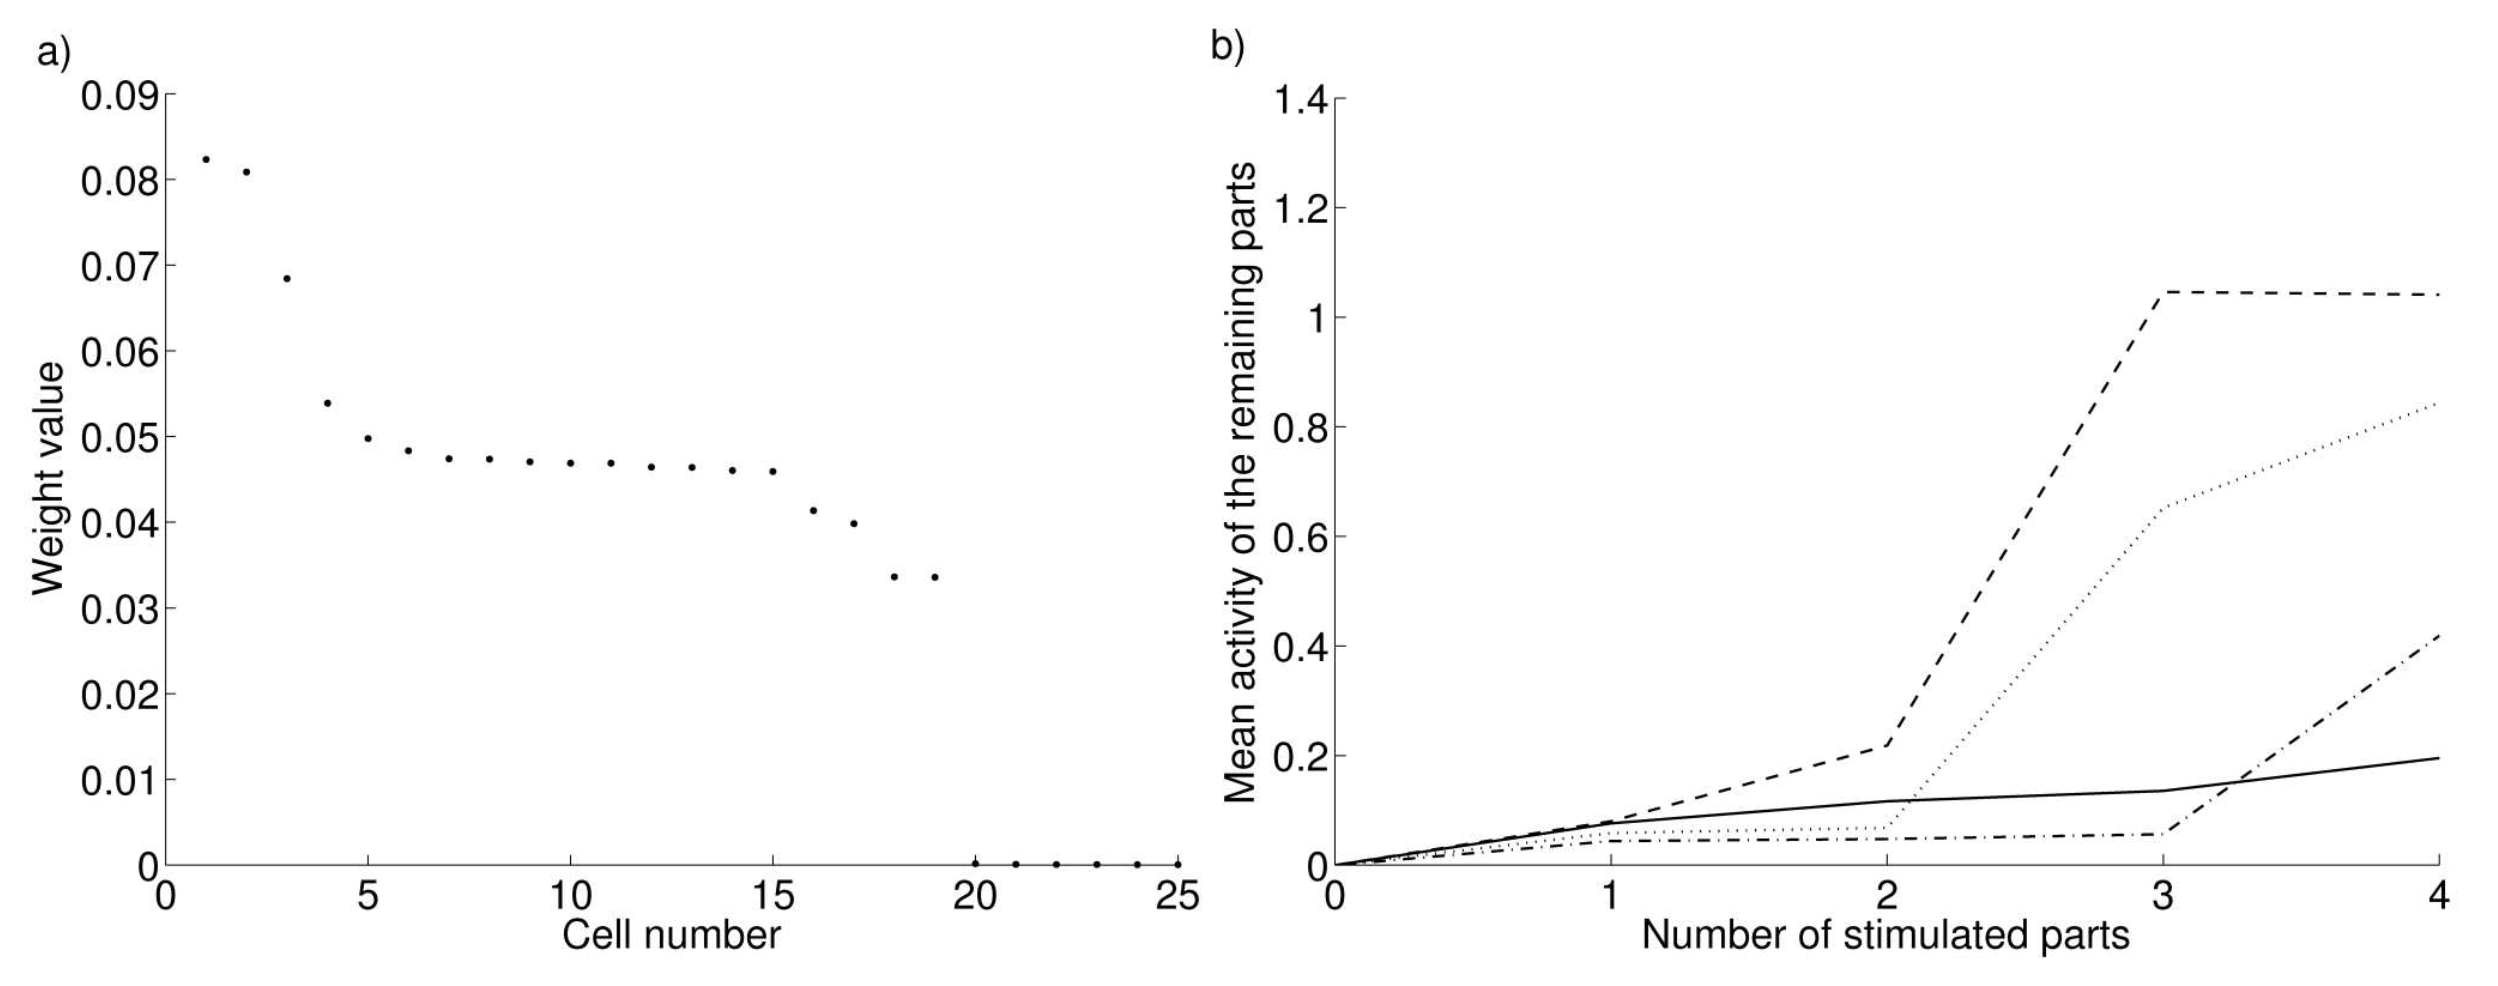 a)
0.09
0.08
0.07
0.06
0.05
0.04
0.03
0.02
0.01
0
Weight value
0 5 10 15 20 25
Cell number
b)
1.4
1.2
1
0.8
0.6
0.4
0.2
0
Mean activity of the remaining parts
0 1 2 3 4
Number of stimulated parts